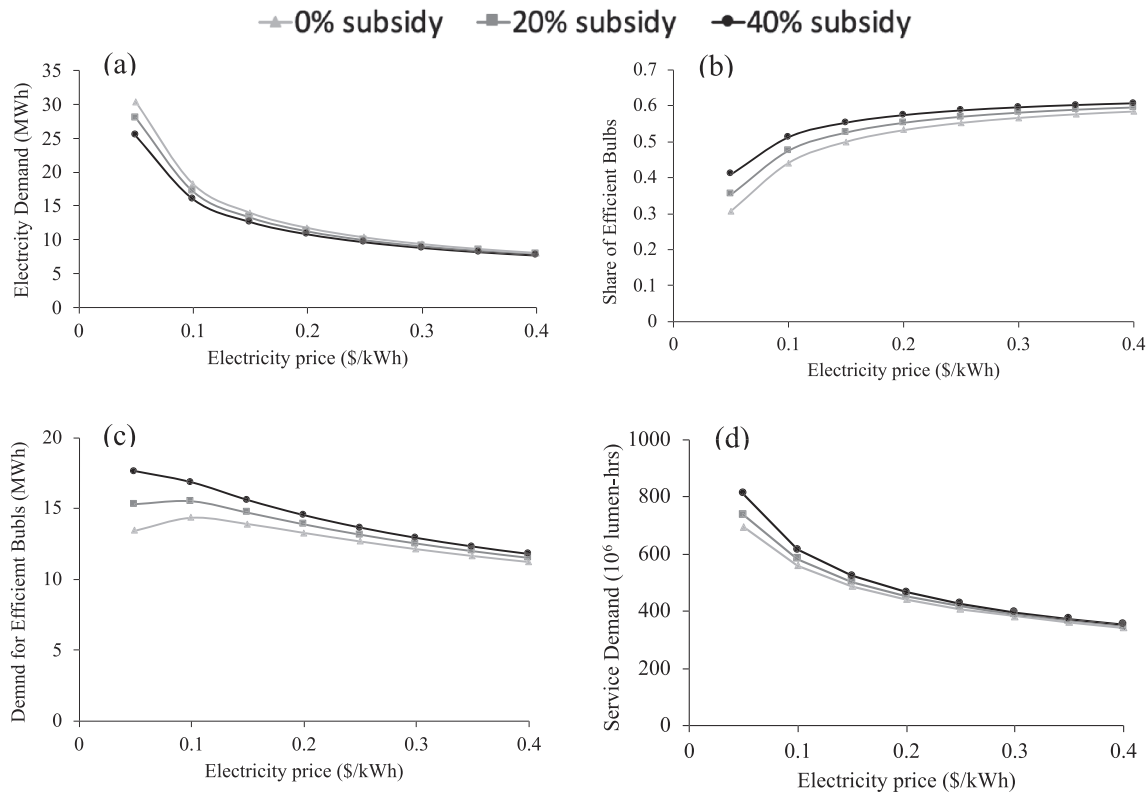 0% subsidy 20% subsidy 40% subsidy
(a)
Electrcity Demand (MWh)
35
30
25
20
15
10
5
0
0 0.1 0.2 0.3 0.4
Electricity price ($/kWh)
(b)
Share of Efficient Bulbs
0.7
0.6
0.5
0.4
0.3
0.2
0.1
0
0 0.1 0.2 0.3 0.4
Electricity price ($/kWh)
(c)
Demnd for Efficiemt Bubls (MWh)
20
15
10
5
0
0 0.1 0.2 0.3 0.4
Electricity price ($/kWh)
(d)
Service Demand (10⁶ lumen-hrs)
1000
800
600
400
200
0
0 0.1 0.2 0.3 0.4
Electricity price ($/kWh)